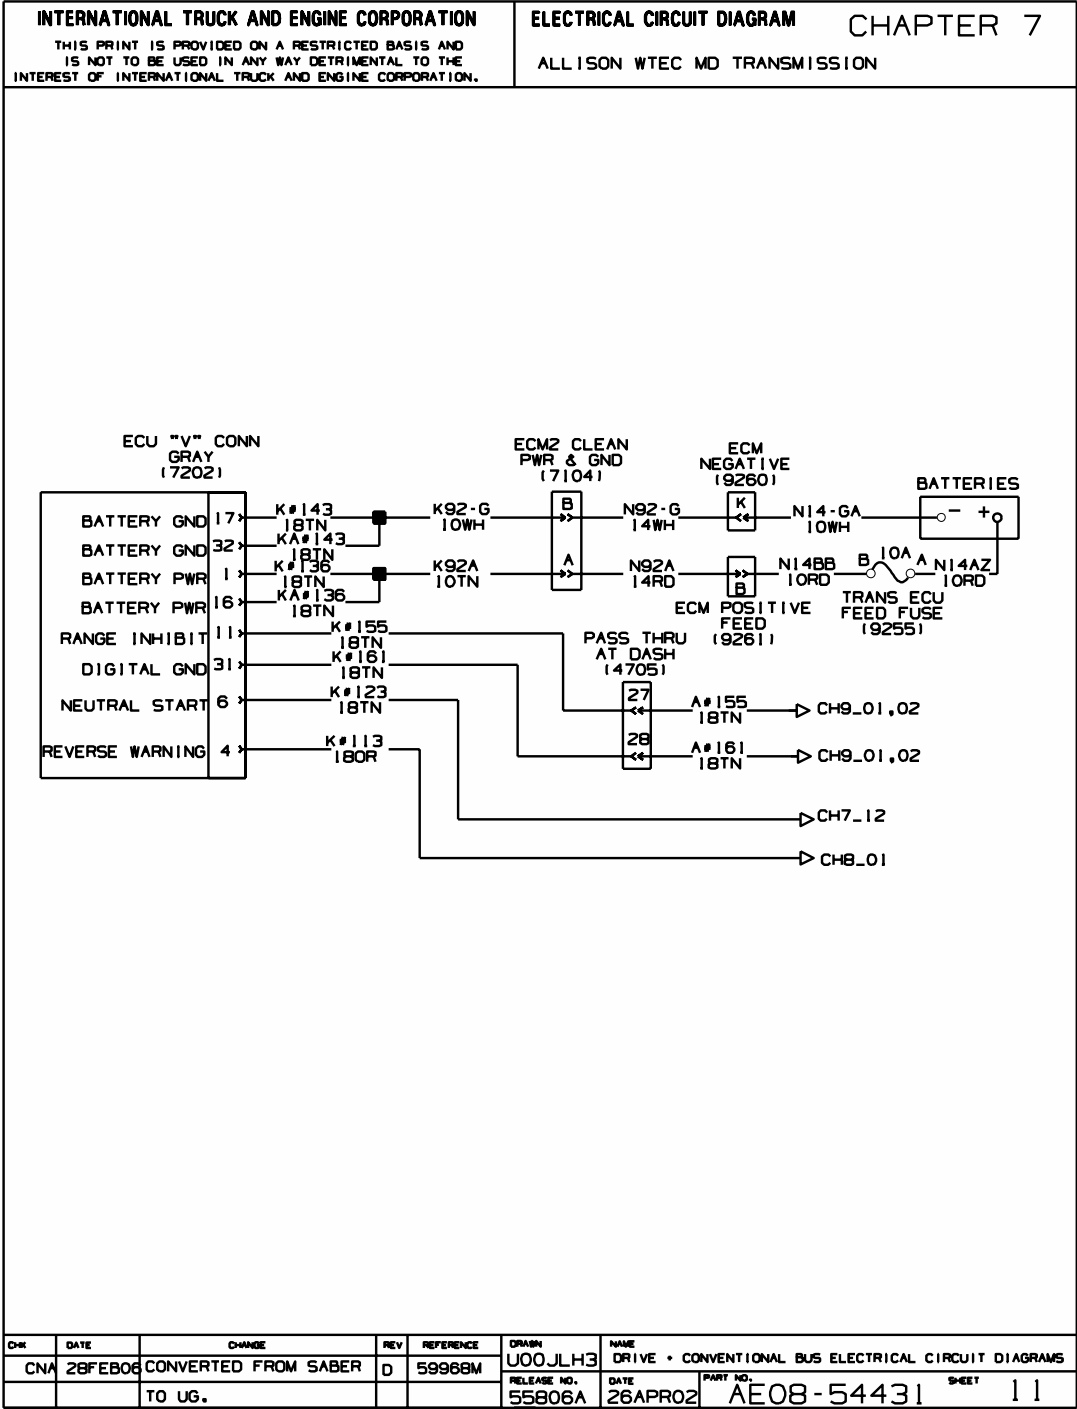 INTERNATIONAL TRUCK AND ENGINE CORPORATION
THIS PRINT IS PROVIDED ON A RESTRICTED BASIS AND
IS NOT TO BE USED IN ANY WAY DETRIMENTAL TO THE
INTEREST OF INTERNATIONAL TRUCK AND ENGINE CORPORATION.
ELECTRICAL CIRCUIT DIAGRAM
CHAPTER 7
ALLISON WTEC MD TRANSMISSION
ECU "V" CONN
GRAY
(7202)
ECM2 CLEAN
PWR & GND
(7104)
ECM
NEGATIVE
(9260)
BATTERIES
BATTERY GND 17
K#143
18TN
K92-G
10WH
B
N92-G
14WH
K
N14-GA
10WH
- +
BATTERY GND 32
KA#143
18TN
BATTERY PWR 1
K#136
18TN
K92A
10TN
A
N92A
14RD
B
N14BB
10RD
B 10A A
N14AZ
10RD
BATTERY PWR 16
KA#136
18TN
ECM POSITIVE
FEED
(9261)
TRANS ECU
FEED FUSE
(9255)
RANGE INHIBIT 11
K#155
18TN
PASS THRU
AT DASH
(4705)
DIGITAL GND 31
K#161
18TN
NEUTRAL START 6
K#123
18TN
27
A#155
18TN
CH9_01,02
REVERSE WARNING 4
K#113
18OR
28
A#161
18TN
CH9_01,02
CH7_12
CH8_01
CHK DATE CHANGE REV REFERENCE
CNA 28FEB06 CONVERTED FROM SABER D 59968M
TO UG.
DRAWN
U00JLH3
NAME
DRIVE + CONVENTIONAL BUS ELECTRICAL CIRCUIT DIAGRAMS
RELEASE NO.
55806A
DATE
26APR02
PART NO.
AE08-54431
SHEET
11